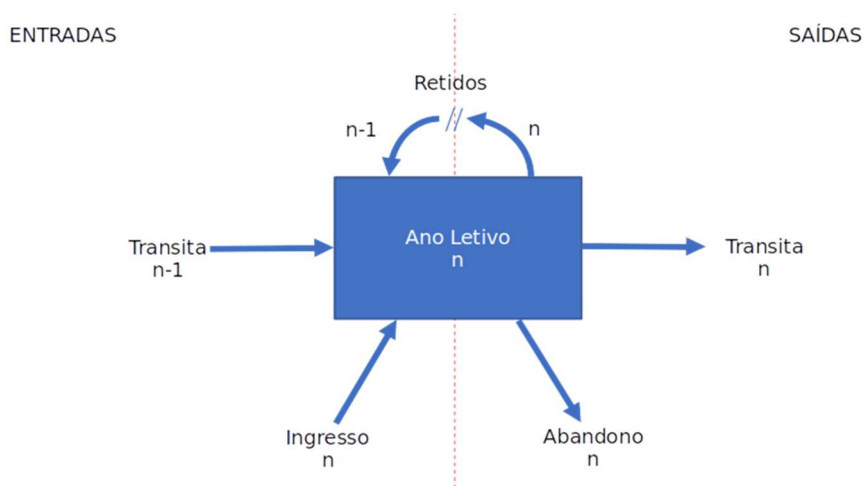 ENTRADAS
SAÍDAS
Retidos
n-1
n
Ano Letivo
n
Transita
n-1
Transita
n
Ingresso
n
Abandono
n